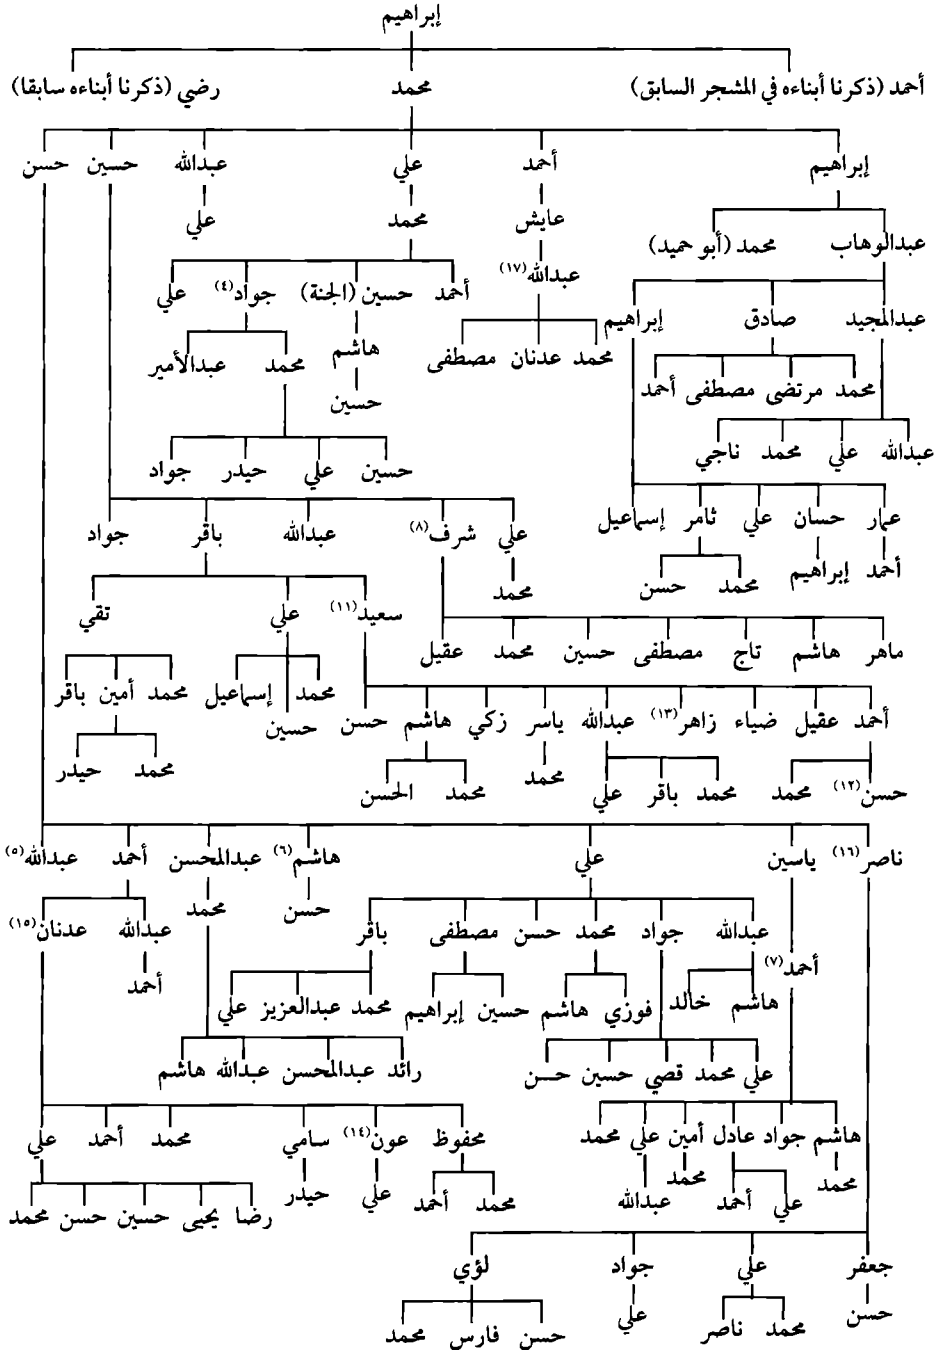 إبراهيم
أحمد (ذكرنا أبناءه في المشجر السابق) محمد رضي (ذكرنا أبناءه سابقا)
إبراهيم أحمد علي عبدالله حسين حسن
عايش محمد علي
عبدالوهاب محمد (أبو حميد)
عبدالله (١٧)
أحمد حسين (الجنة) جواد (٤) علي
عبدالمجيد صادق إبراهيم
محمد عدنان مصطفى هاشم محمد عبدالأمير
محمد مرتضى مصطفى أحمد حسين
عبدالله علي محمد ناجي
حسين علي حيدر جواد
عمار حسان علي ثامر إسماعيل
علي شرف (٨) عبدالله باقر جواد
أحمد إبراهيم محمد حسن
محمد
سعيد (١١) علي تقي
ماهر هاشم تاج مصطفى حسين محمد عقيل
محمد إسماعيل محمد أمين باقر
حسين
أحمد عقيل ضياء زاهر (١٣) عبدالله ياسر زكي هاشم حسن
محمد حيدر
حسن (١٢) محمد محمد باقر علي محمد محمد الحسن
ناصر (١٦) ياسين علي هاشم (٦) عبدالمحسن أحمد عبدالله (٥)
حسن محمد
عبدالله جواد محمد حسن مصطفى باقر عبدالله عدنان (١٥)
أحمد (٧) أحمد
هاشم خالد فوزي هاشم حسين إبراهيم محمد عبدالعزيز علي
علي محمد قصي حسين حسن رائد عبدالمحسن عبدالله هاشم
هاشم جواد عادل أمين علي محمد محفوظ عون (١٤) سامي محمد أحمد علي
محمد علي أحمد محمد عبدالله محمد أحمد علي حيدر
رضا يحيى حسين حسن محمد
جعفر علي جواد لؤي
حسن محمد ناصر علي حسن فارس محمد